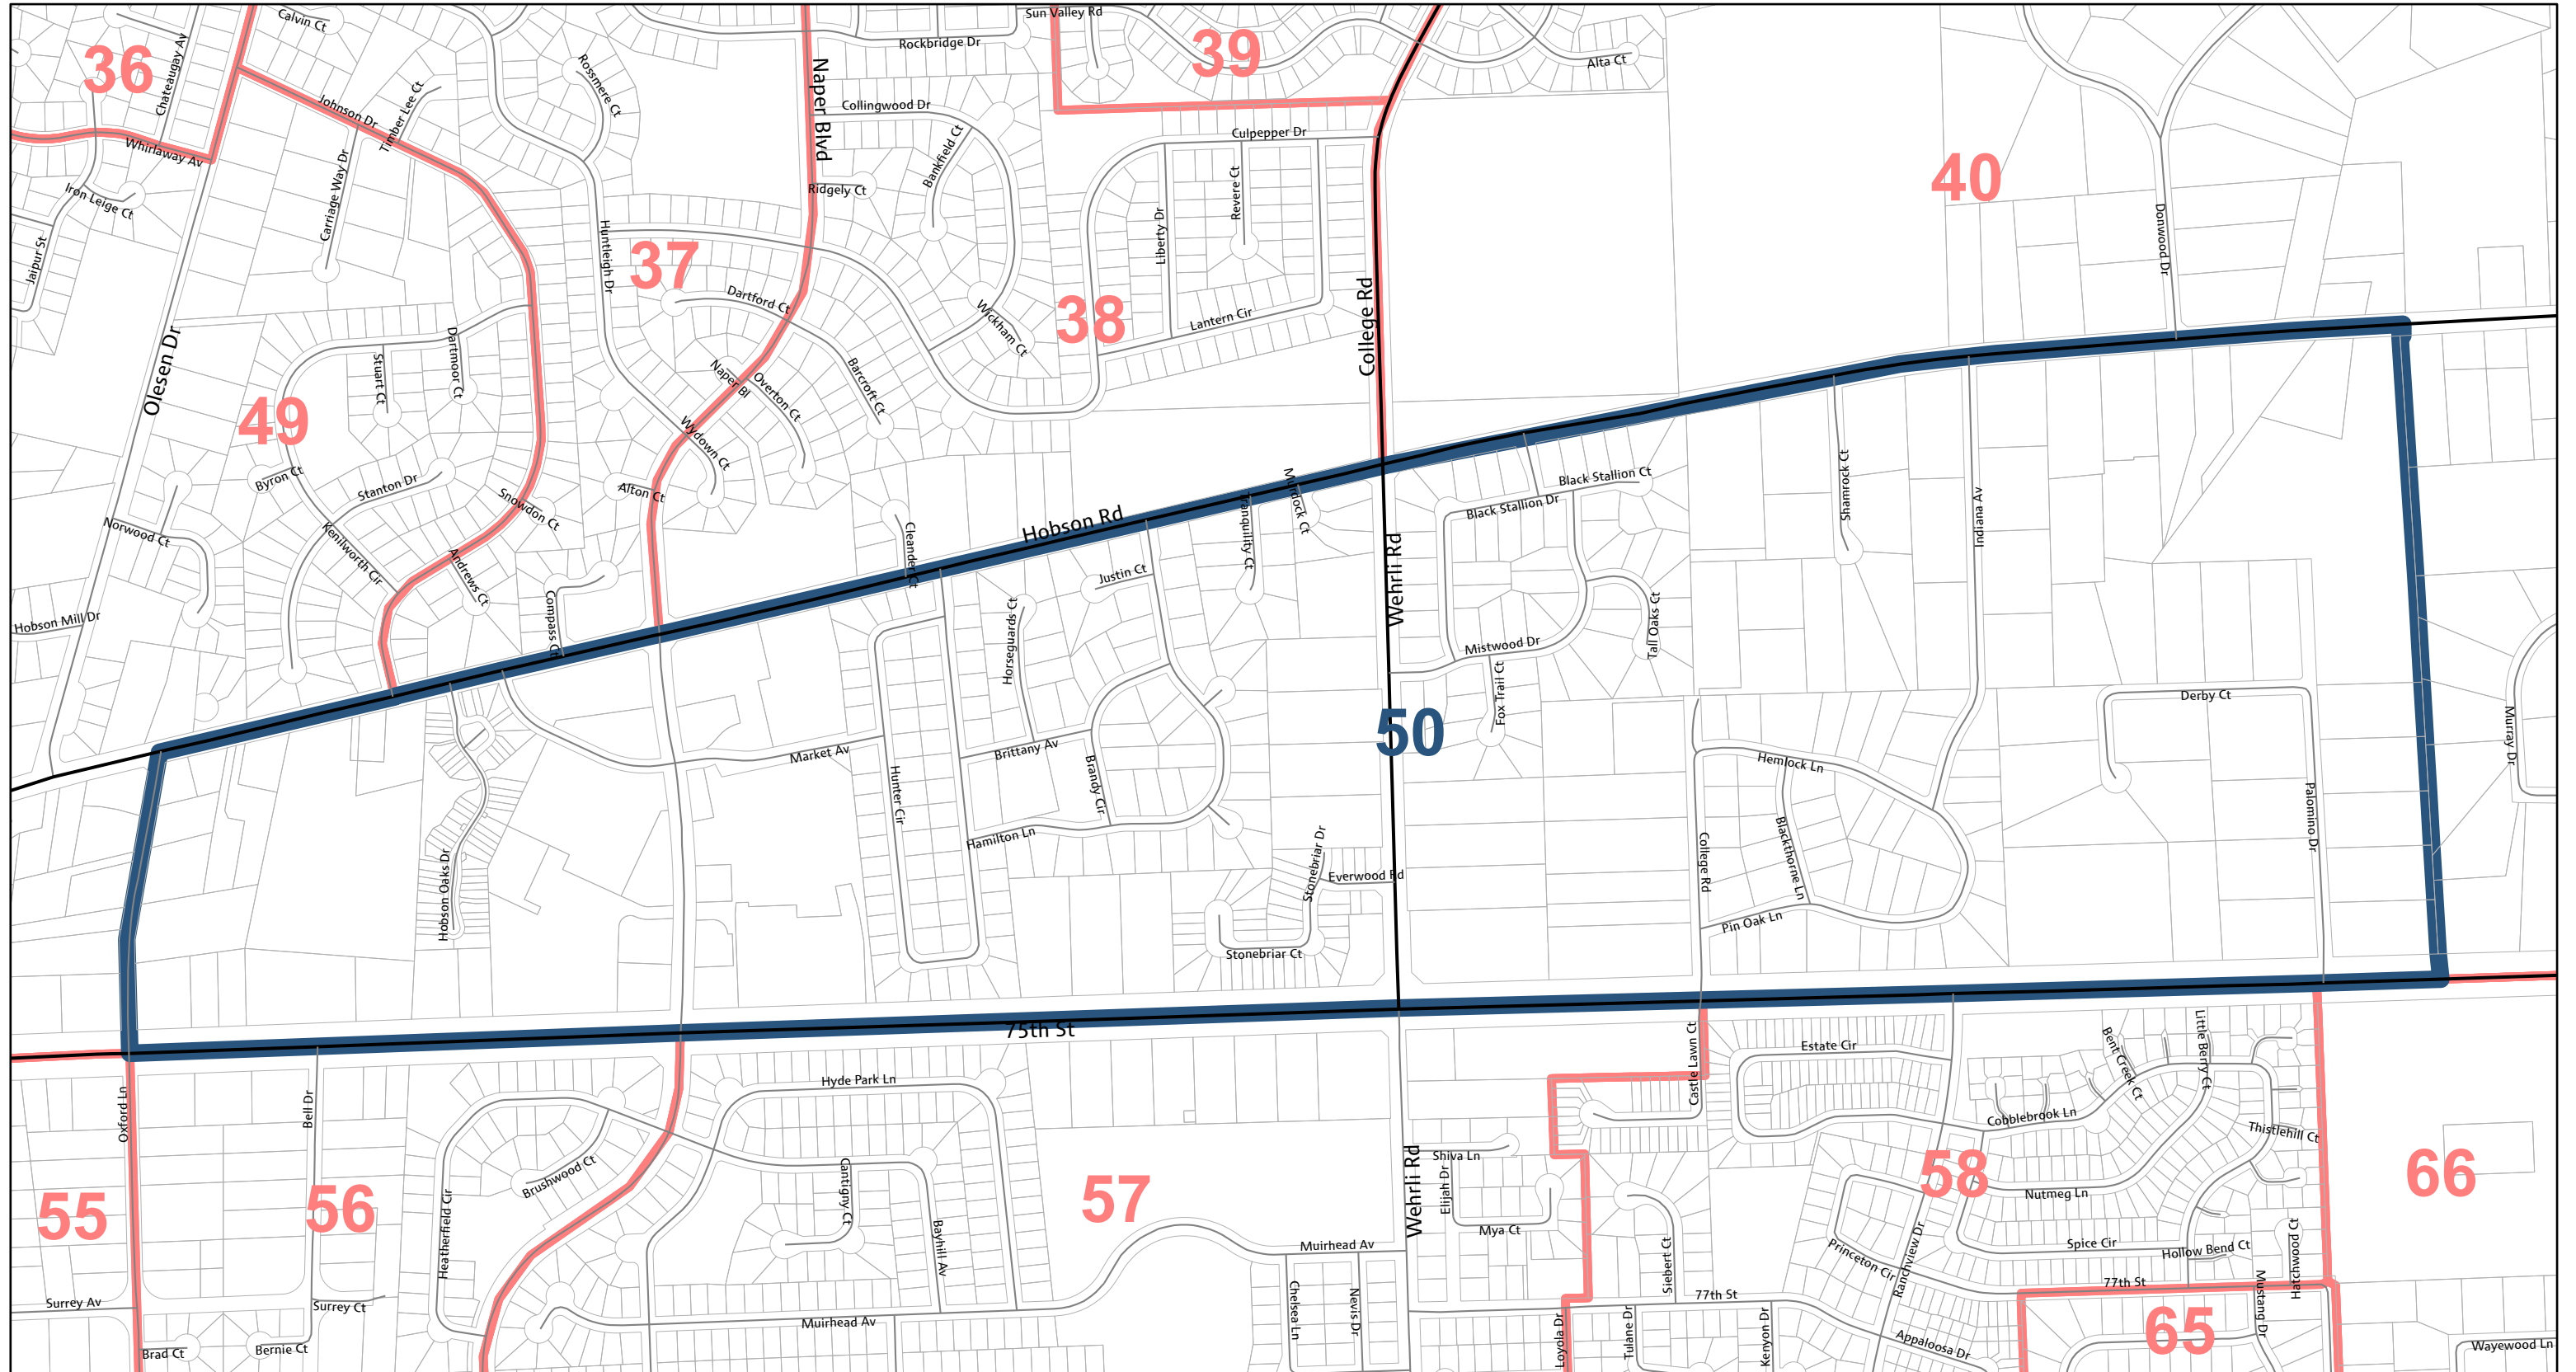 Calvin Ct
Sun Valley Rd
36
Chateaugay Av
Rossmere Ct
Naper Blvd
Rockbridge Dr
39
Alta Ct
Johnson Dr
Timber Lee Ct
Collingwood Dr
Culpepper Dr
Whirlaway Av
Bankfield Ct
40
Iron Leige Ct
Carriage Way Dr
Ridgely Ct
Revere Ct
Liberty Dr
Donwood Dr
Jaipur St
Huntleigh Dr
37
Dartford Ct
Wickham Ct
38
Lantern Cir
College Rd
Olesen Dr
Stuart Ct
Dartmoor Ct
Naper Bl
Overton Ct
Barcroft Ct
49
Wydown Ct
Byron Ct
Stanton Dr
Snowdon Ct
Alton Ct
Murdock Ct
Tranquility Ct
Black Stallion Ct
Black Stallion Dr
Shamrock Ct
Indiana Av
Norwood Ct
Kenilworth Cir
Andrews Ct
Cleander Ct
Hobson Rd
Wehrli Rd
Compass Ct
Horseguards Ct
Justin Ct
Hobson Mill Dr
Mistwood Dr
Tall Oaks Ct
Fox Trail Ct
50
Derby Ct
Murray Dr
Market Av
Brittany Av
Brandy Cir
Hunter Cir
Hemlock Ln
Blackthorne Ln
Palomino Dr
Hamilton Ln
Hobson Oaks Dr
Stonebriar Dr
Everwood Rd
College Rd
Pin Oak Ln
Stonebriar Ct
75th St
Oxford Ln
Bell Dr
Hyde Park Ln
Castle Lawn Ct
Estate Cir
Bent Creek Ct
Little Berry Ct
Cobblebrook Ln
Thistlehill Ct
Brushwood Ct
Cantigny Ct
Shiva Ln
Elijah Dr
Wehrli Rd
55
56
57
58
66
Nutmeg Ln
Heatherfield Cir
Bayhill Av
Mya Ct
Siebert Ct
Muirhead Av
Princeton Cir
Ranchview Dr
Spice Cir
Hollow Bend Ct
Hatchwood Ct
77th St
Surrey Av
Surrey Ct
Chelsea Ln
Nevis Dr
77th St
Mustang Dr
Muirhead Av
Loyola Dr
Tulane Dr
Kenyon Dr
Appaloosa Dr
65
Brad Ct
Bernie Ct
Wayewood Ln